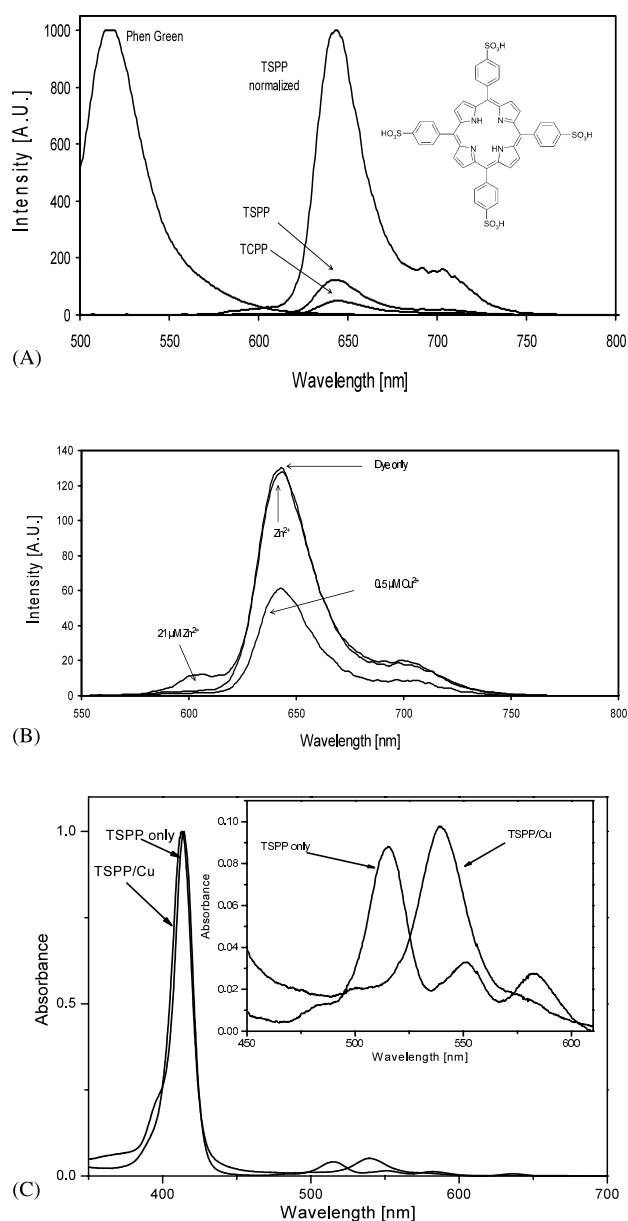 Phen Green
TSPP
normalized
TSPP
TCPP
SO₃H
SO₃H
SO₃H
SO₃H
NH
N
N
HN
Intensity [A.U.]
1000
800
600
400
200
0
500 550 600 650 700 750 800
Wavelength [nm]
(A)
140
120
100
80
60
40
20
0
Dye only
Zn²⁺
0.5 µM Cu²⁺
21 µM Zn²⁺
Intensity [A.U.]
550 600 650 700 750 800
Wavelength [nm]
(B)
1.0
0.5
0.0
Absorbance
TSPP only
TSPP/Cu
0.10
0.08
0.06
0.04
0.02
0.00
Absorbance
TSPP only
TSPP/Cu
450 500 550 600
Wavelength [nm]
400 500 600 700
Wavelength [nm]
(C)